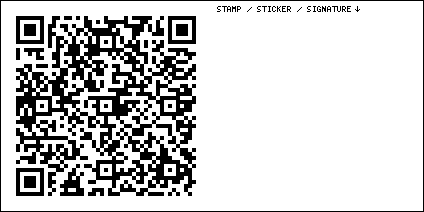 STAMP / STICKER / SIGNATURE ↓